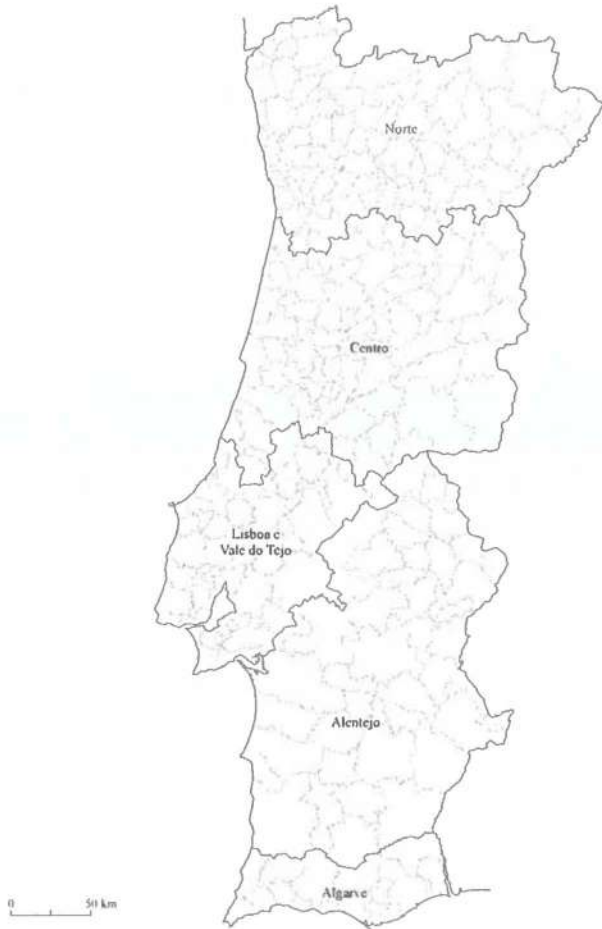 Norte
Centro
Lisboa e
Vale do Tejo
Alentejo
Algarve
0 50 km